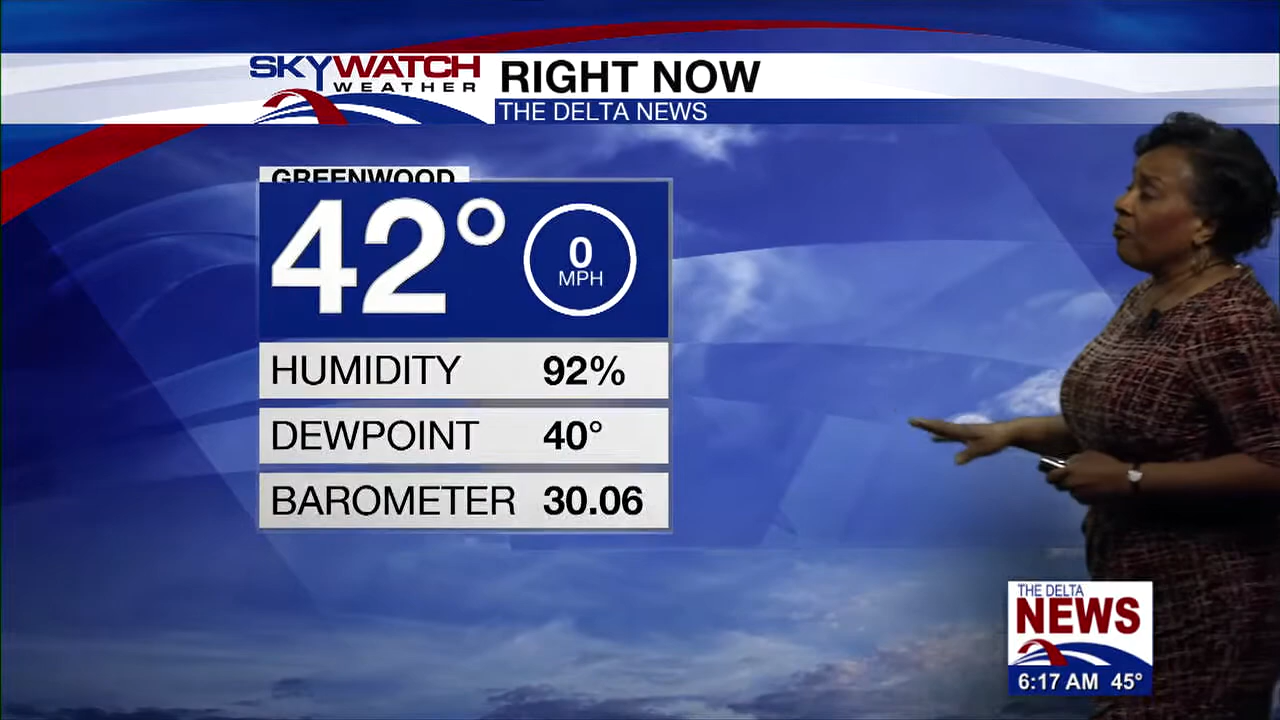 SKYWATCH
WEATHER
RIGHT NOW
THE DELTA NEWS
GREENWOOD
42°
0
MPH
HUMIDITY 92%
DEWPOINT 40°
BAROMETER 30.06
THE DELTA
NEWS
6:17 AM 45°